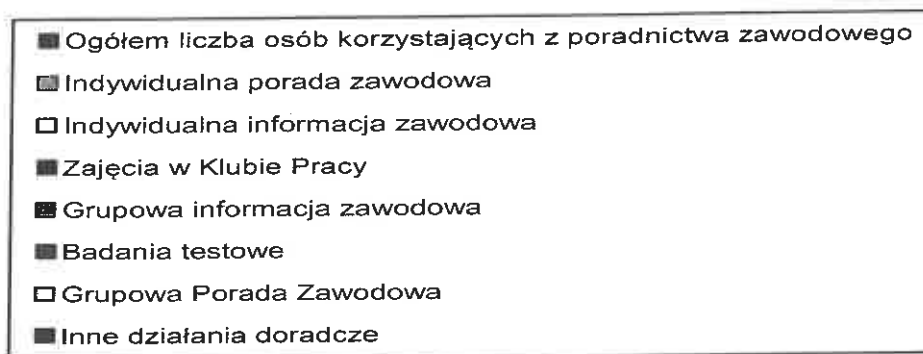 Ogółem liczba osób korzystających z poradnictwa zawodowego
Indywidualna porada zawodowa
Indywidualna informacja zawodowa
Zajęcia w Klubie Pracy
Grupowa informacja zawodowa
Badania testowe
Grupowa Porada Zawodowa
Inne działania doradcze